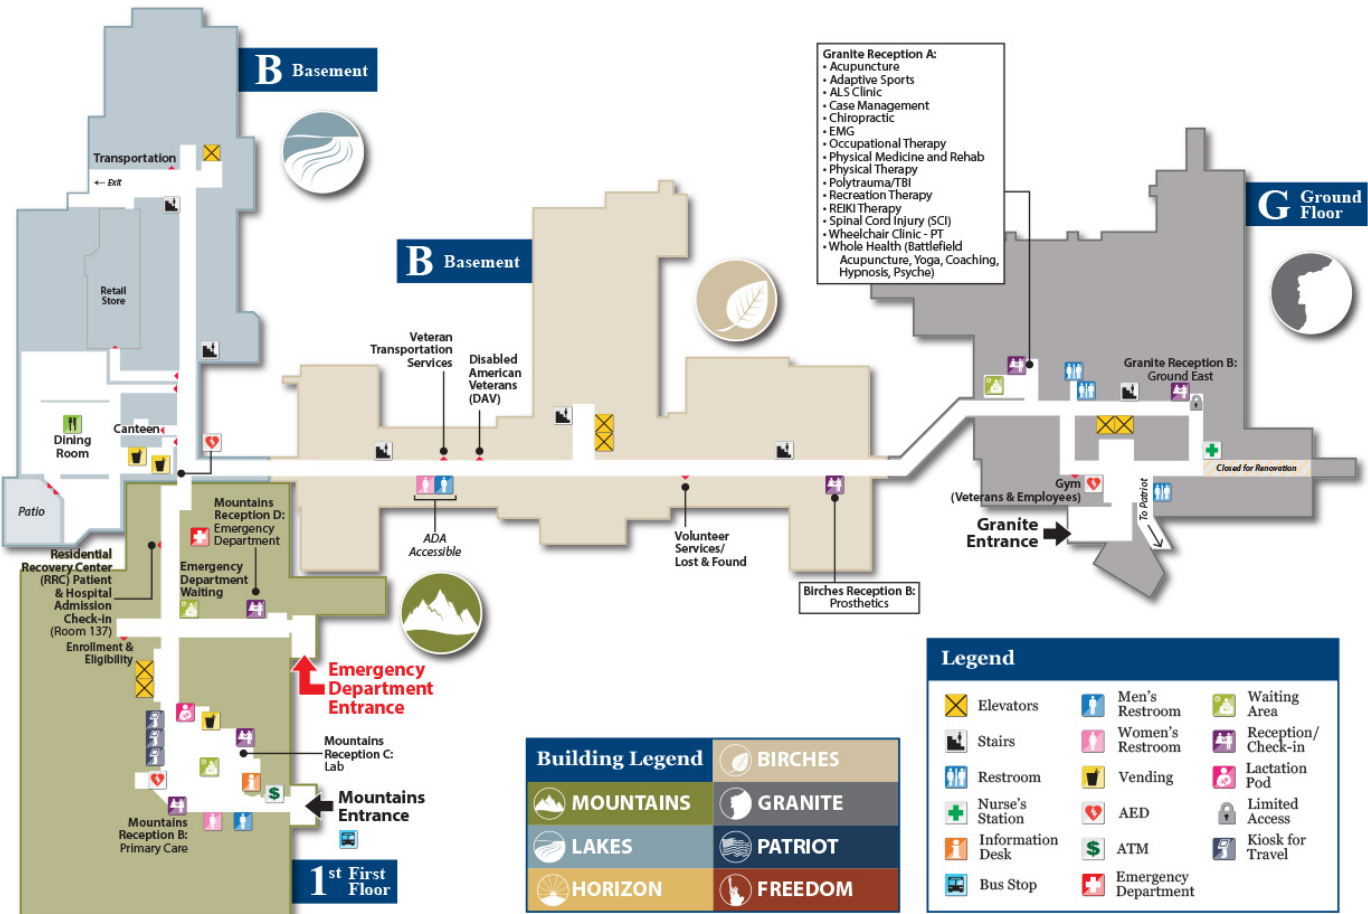 B Basement
Transportation
← Exit
Retail
Store
Canteen
Dining
Room
Patio
B Basement
Veteran
Transportation
Services
Disabled
American
Veterans
(DAV)
ADA
Accessible
Volunteer
Services/
Lost & Found
Birches Reception B:
Prosthetics
Granite Reception A:
• Acupuncture
• Adaptive Sports
• ALS Clinic
• Case Management
• Chiropractic
• EMG
• Occupational Therapy
• Physical Medicine and Rehab
• Physical Therapy
• Polytrauma/TBI
• Recreation Therapy
• REIKI Therapy
• Spinal Cord Injury (SCI)
• Wheelchair Clinic - PT
• Whole Health (Battlefield
Acupuncture, Yoga, Coaching,
Hypnosis, Psyche)
G Ground
Floor
Granite Reception B:
Ground East
Closed for Renovation
Gym
(Veterans & Employees)
To Patriot
Granite
Entrance
Mountains
Reception D:
Emergency
Department
Residential
Recovery Center
(RRC) Patient
& Hospital
Admission
Check-in
(Room 137)
Emergency
Department
Waiting
Enrollment &
Eligibility
Emergency
Department
Entrance
Mountains
Reception C:
Lab
$
Mountains
Entrance
Mountains
Reception B:
Primary Care
1st First
Floor
Building Legend
BIRCHES
MOUNTAINS
GRANITE
LAKES
PATRIOT
HORIZON
FREEDOM
Legend
Elevators
Stairs
Restroom
Nurse's
Station
Information
Desk
Bus Stop
Men's
Restroom
Women's
Restroom
Vending
AED
$ ATM
Emergency
Department
Waiting
Area
Reception/
Check-in
Lactation
Pod
Limited
Access
Kiosk for
Travel